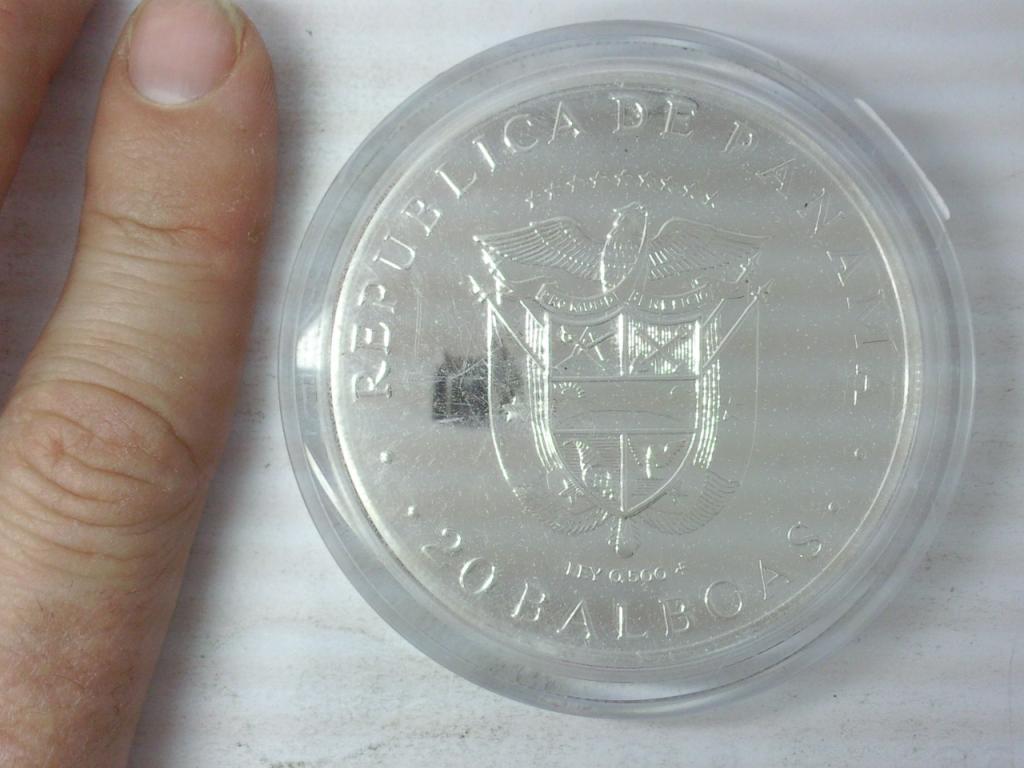 REPUBLICA DE PANAMA
LEY 0.500
20 BALBOAS